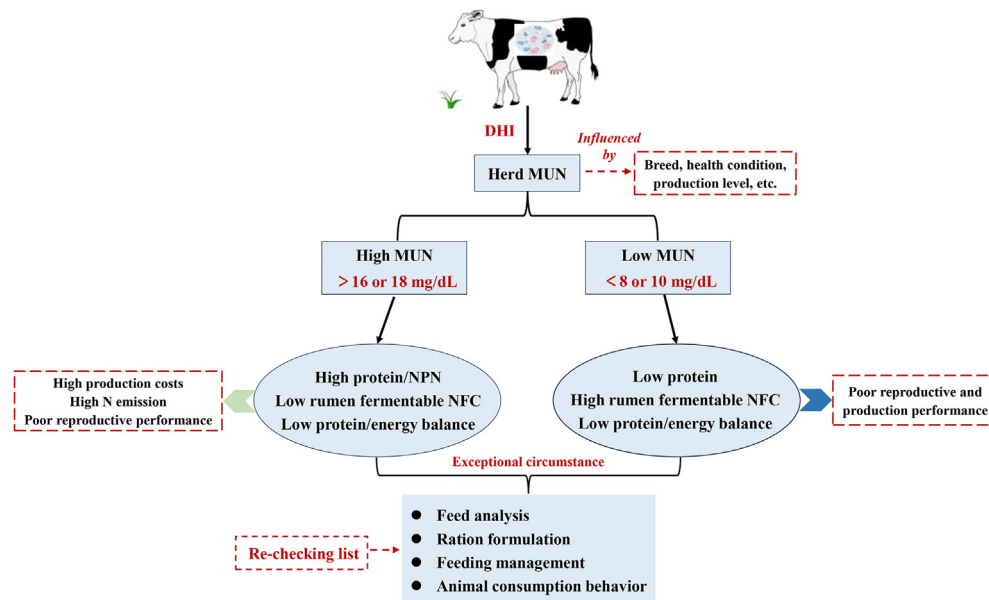 DHI
Influenced
by
Herd MUN
Breed, health condition,
production level, etc.
High MUN
> 16 or 18 mg/dL
Low MUN
< 8 or 10 mg/dL
High production costs
High N emission
Poor reproductive performance
High protein/NPN
Low rumen fermentable NFC
Low protein/energy balance
Low protein
High rumen fermentable NFC
Low protein/energy balance
Poor reproductive and
production performance
Exceptional circumstance
Re-checking list
● Feed analysis
● Ration formulation
● Feeding management
● Animal consumption behavior